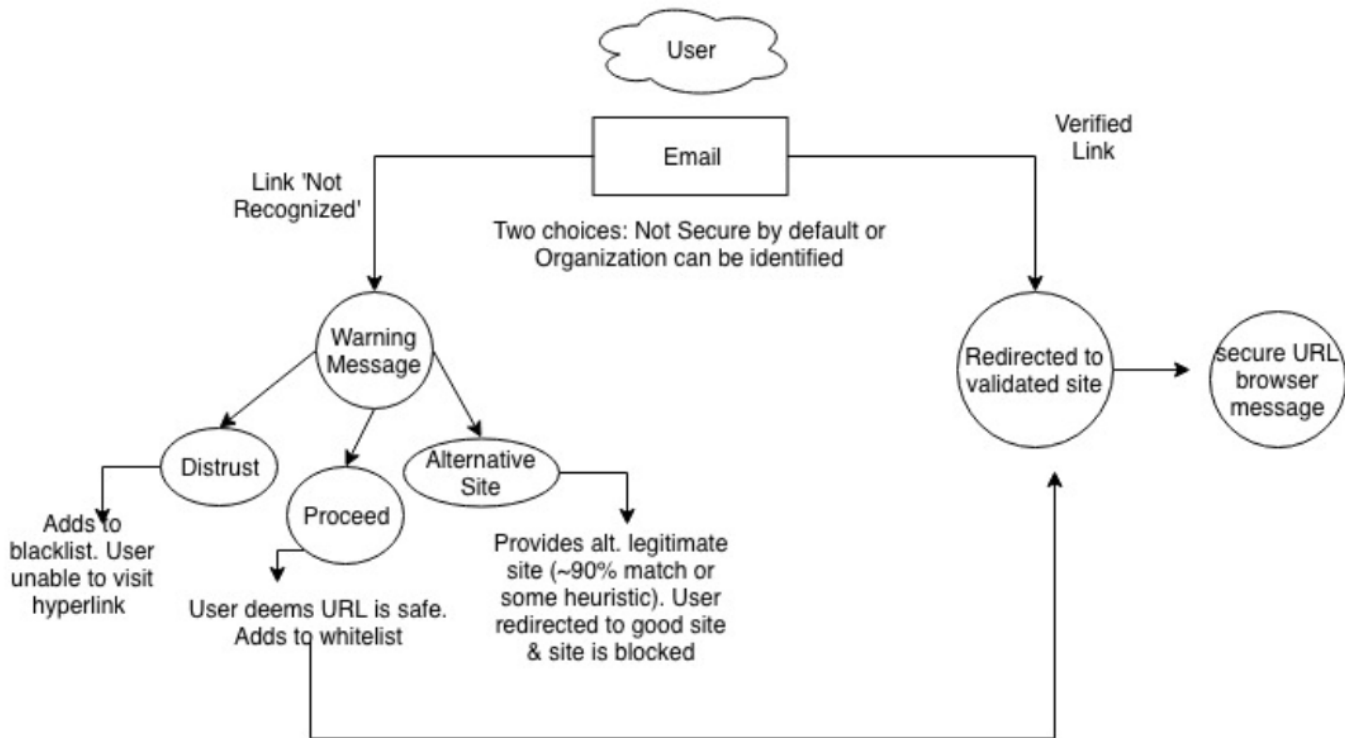 User
Email
Verified
Link
Link 'Not
Recognized'
Two choices: Not Secure by default or
Organization can be identified
Warning
Message
Redirected to
validated site
secure URL
browser
message
Distrust
Alternative
Site
Proceed
Adds to
blacklist. User
unable to visit
hyperlink
User deems URL is safe.
Adds to whitelist
Provides alt. legitimate
site (~90% match or
some heuristic). User
redirected to good site
& site is blocked